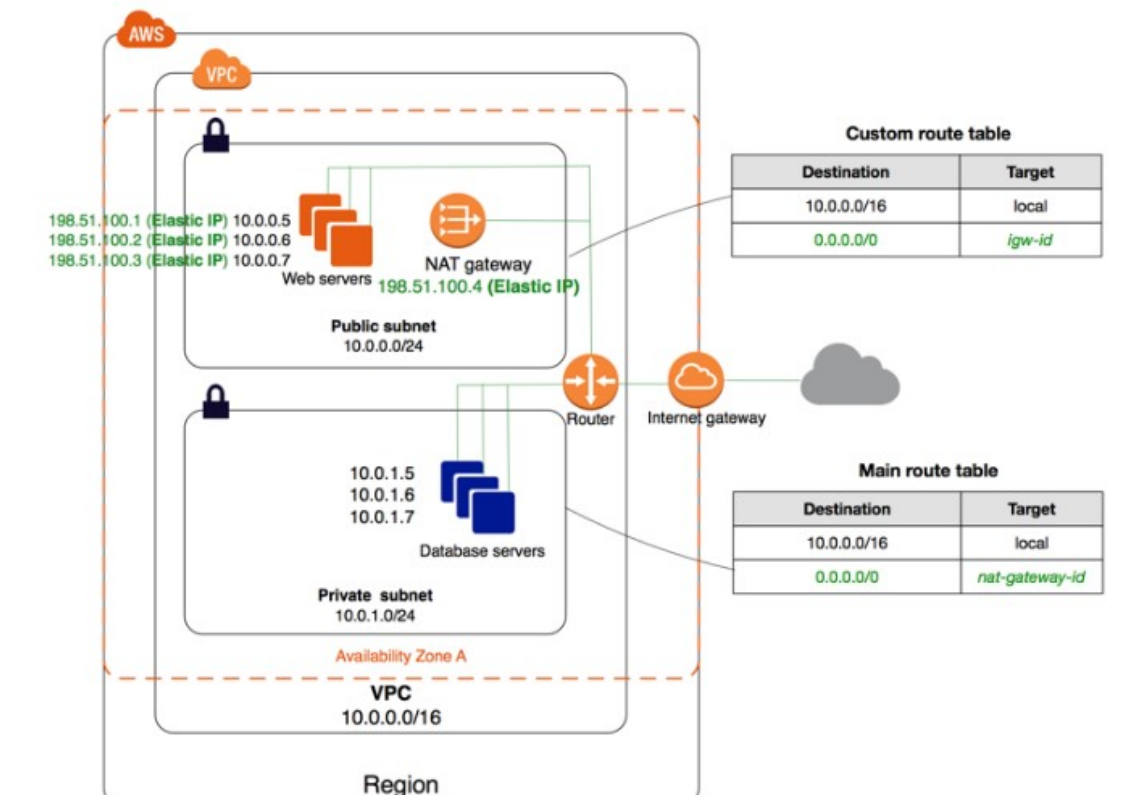 AWS
VPC
198.51.100.1 (Elastic IP) 10.0.0.5
198.51.100.2 (Elastic IP) 10.0.0.6
198.51.100.3 (Elastic IP) 10.0.0.7
Web servers
NAT gateway
198.51.100.4 (Elastic IP)
Public subnet
10.0.0.0/24
Router
Internet gateway
10.0.1.5
10.0.1.6
10.0.1.7
Database servers
Private subnet
10.0.1.0/24
Availability Zone A
VPC
10.0.0.0/16
Region
Custom route table
Destination Target
10.0.0.0/16 local
0.0.0.0/0 igw-id
Main route table
Destination Target
10.0.0.0/16 local
0.0.0.0/0 nat-gateway-id